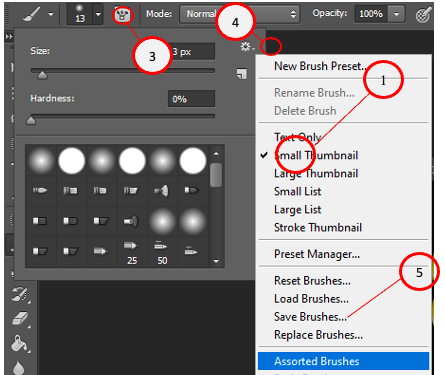 Mode: Normal Opacity: 100%
13
4
3
Size: 3 px
Hardness: 0%
25 50
New Brush Preset...
1
Rename Brush...
Delete Brush
Text Only
Small Thumbnail
Large Thumbnail
Small List
Large List
Stroke Thumbnail
Preset Manager...
5
Reset Brushes...
Load Brushes...
Save Brushes...
Replace Brushes...
Assorted Brushes